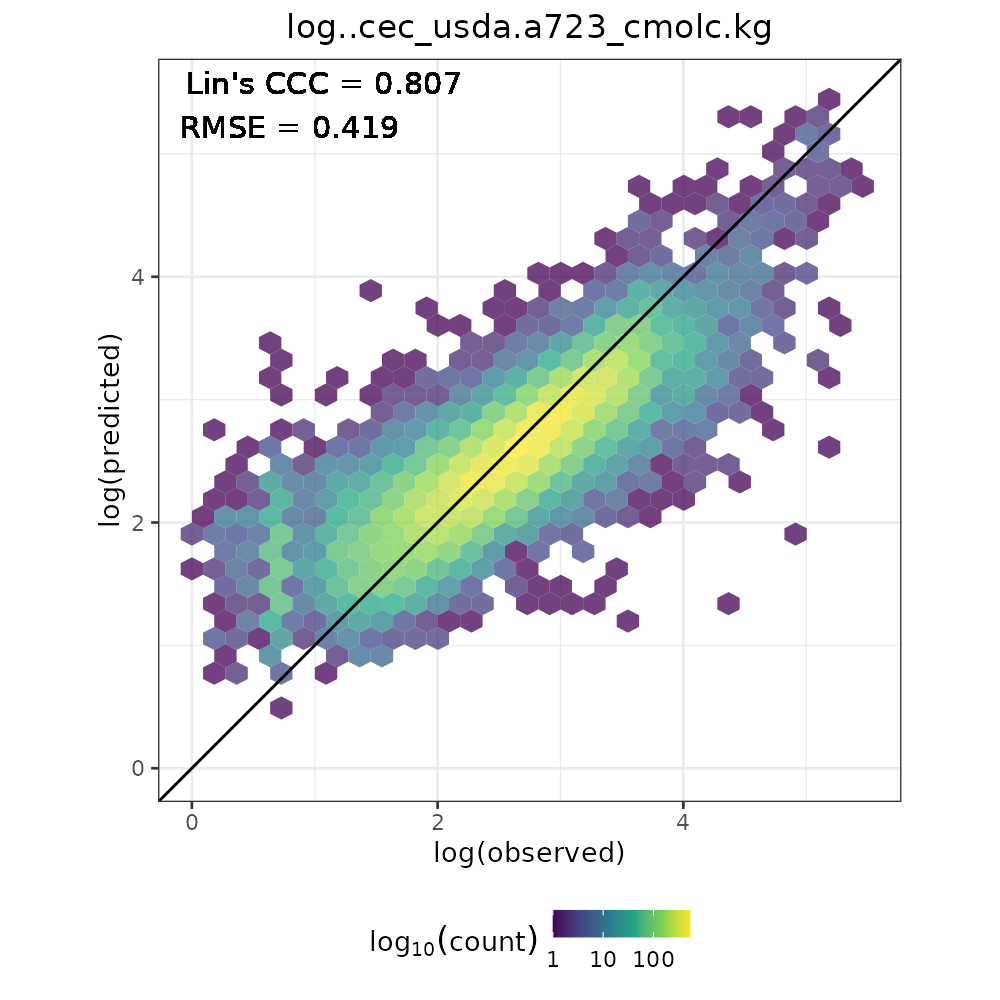 log..cec_usda.a723_cmolc.kg
Lin's CCC = 0.807
RMSE = 0.419
log(predicted)
4
2
0
0 2 4
log(observed)
log₁₀(count)
1 10 100